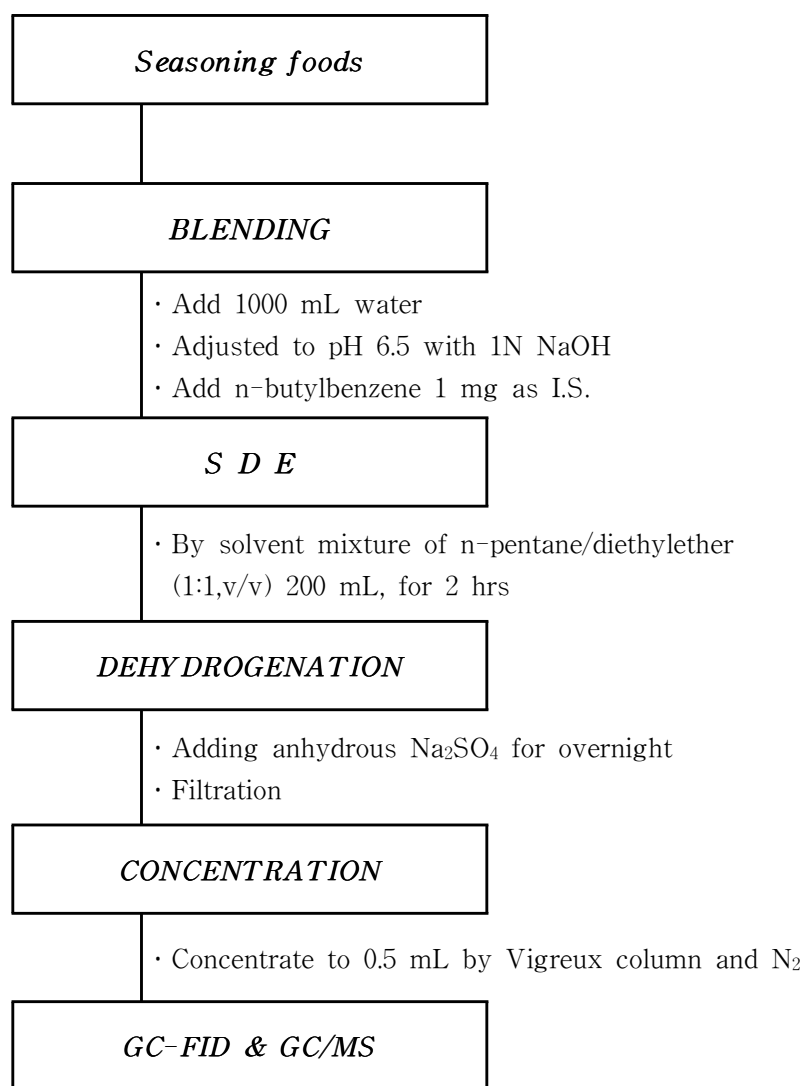 Seasoning foods
BLENDING
· Add 1000 mL water
· Adjusted to pH 6.5 with 1N NaOH
· Add n-butylbenzene 1 mg as I.S.
S D E
· By solvent mixture of n-pentane/diethylether
(1:1,v/v) 200 mL, for 2 hrs
DEHYDROGENATION
· Adding anhydrous Na₂SO₄ for overnight
· Filtration
CONCENTRATION
· Concentrate to 0.5 mL by Vigreux column and N₂
GC-FID & GC/MS